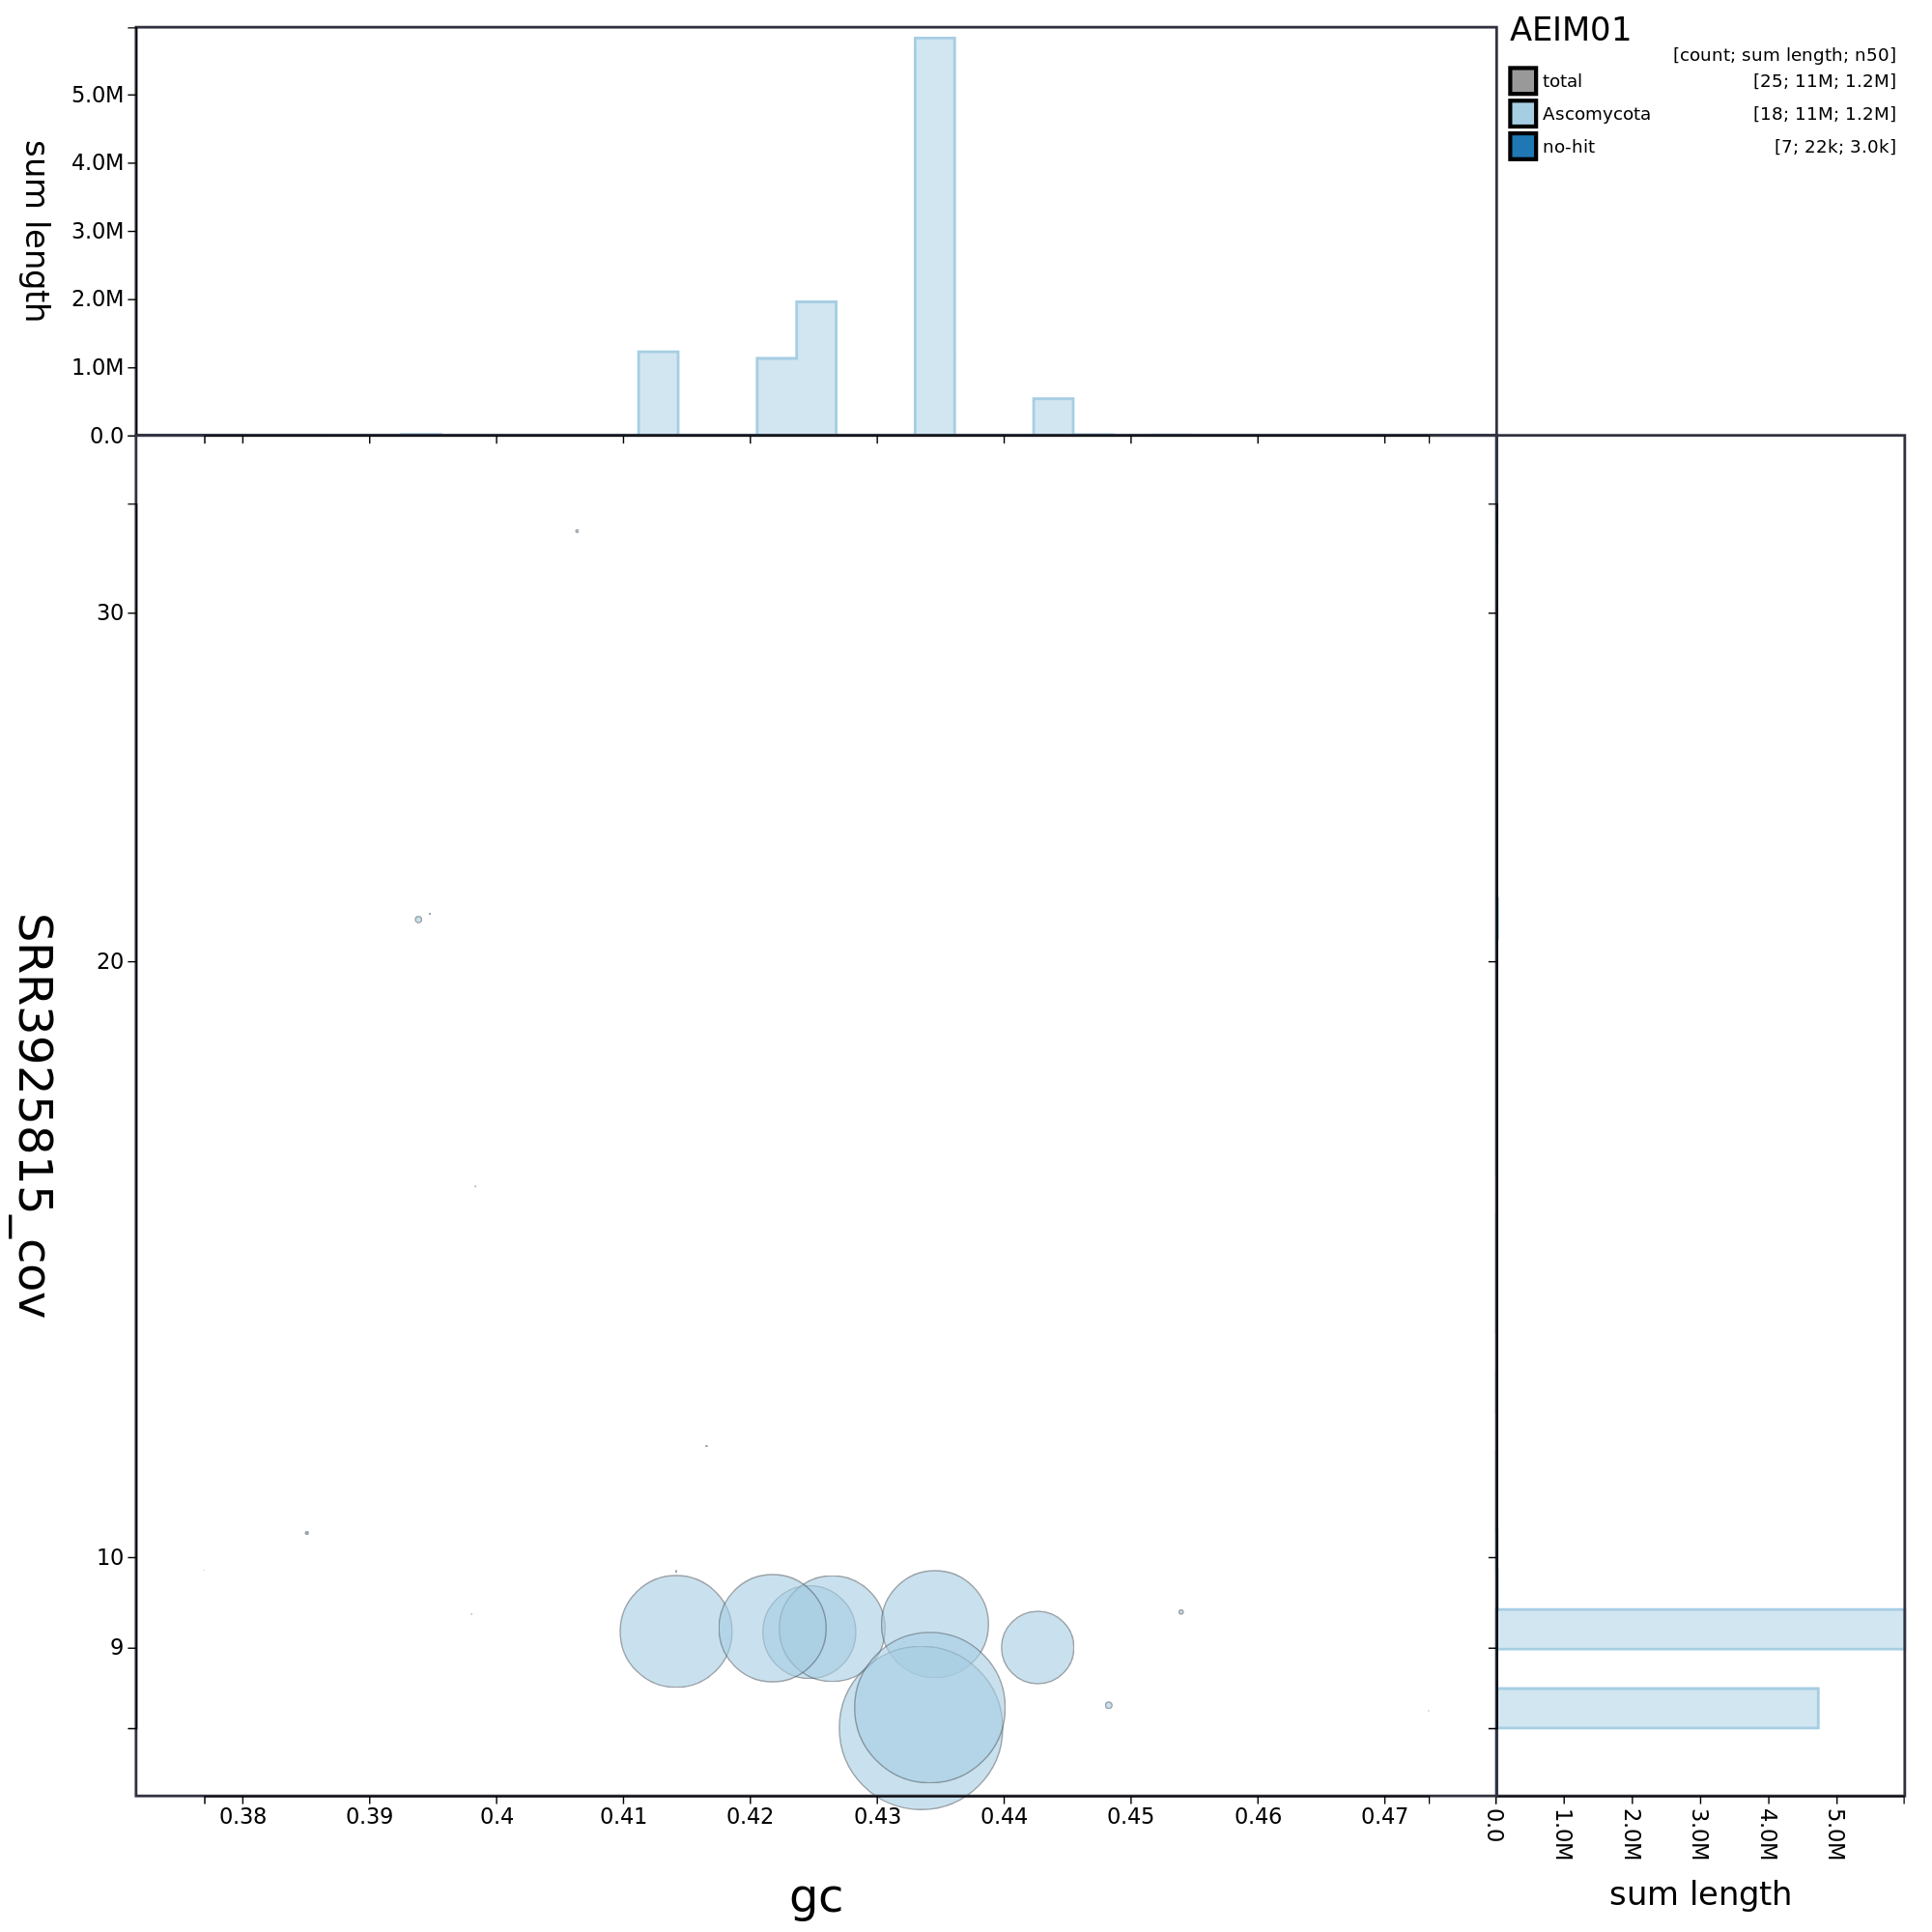 AEIM01
[count; sum length; n50]
total [25; 11M; 1.2M]
Ascomycota [18; 11M; 1.2M]
no-hit [7; 22k; 3.0k]
sum length
5.0M
4.0M
3.0M
2.0M
1.0M
0.0
SRR3925815_cov
30
20
10
9
0.38 0.39 0.4 0.41 0.42 0.43 0.44 0.45 0.46 0.47
gc
0.0 1.0M 2.0M 3.0M 4.0M 5.0M
sum length